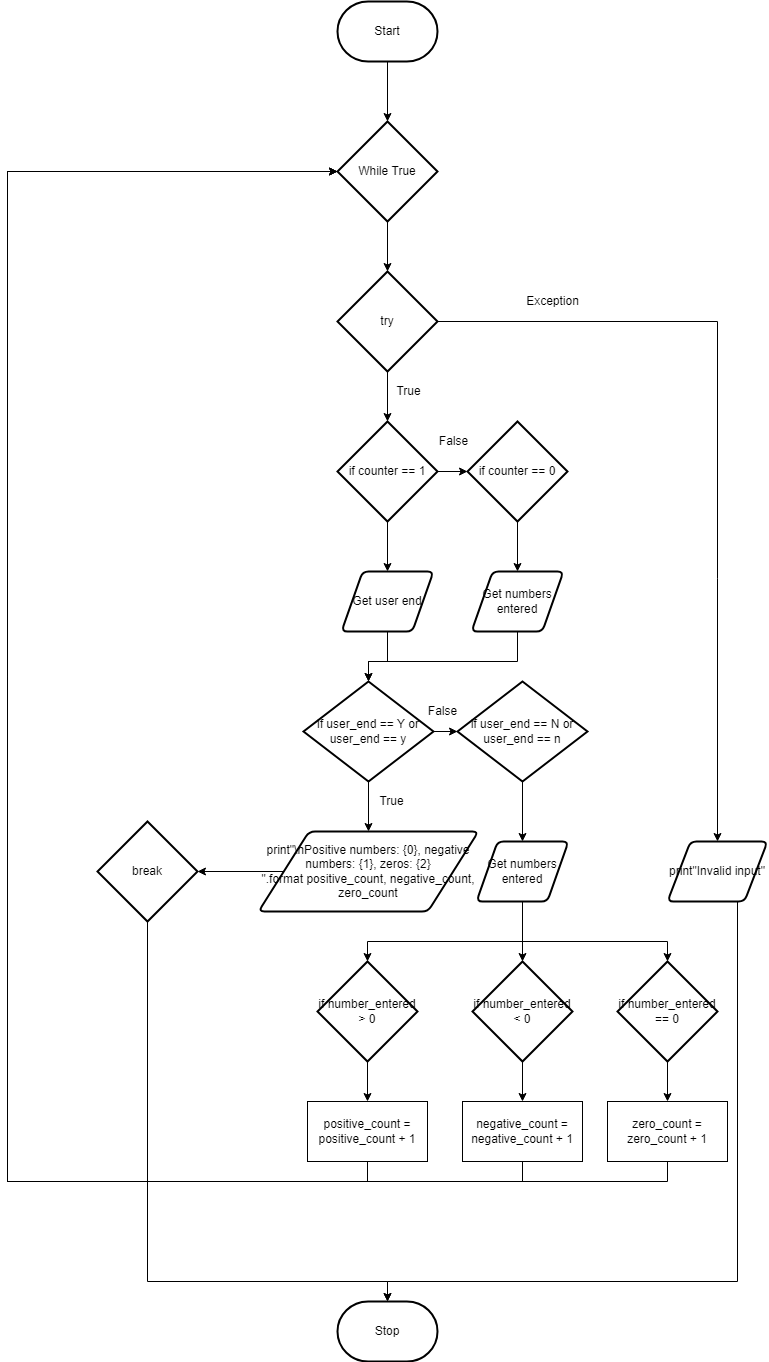 Start
While True
Exception
try
True
False
if counter == 1
if counter == 0
Get user end
Get numbers
entered
False
if user_end == Y or
user_end == y
if user_end == N or
user_end == n
True
print"\nPositive numbers: {0}, negative
numbers: {1}, zeros: {2}
".format positive_count, negative_count,
zero_count
break
Get numbers
entered
print"Invalid input"
if number_entered
> 0
if number_entered
< 0
if number_entered
== 0
positive_count =
positive_count + 1
negative_count =
negative_count + 1
zero_count =
zero_count + 1
Stop